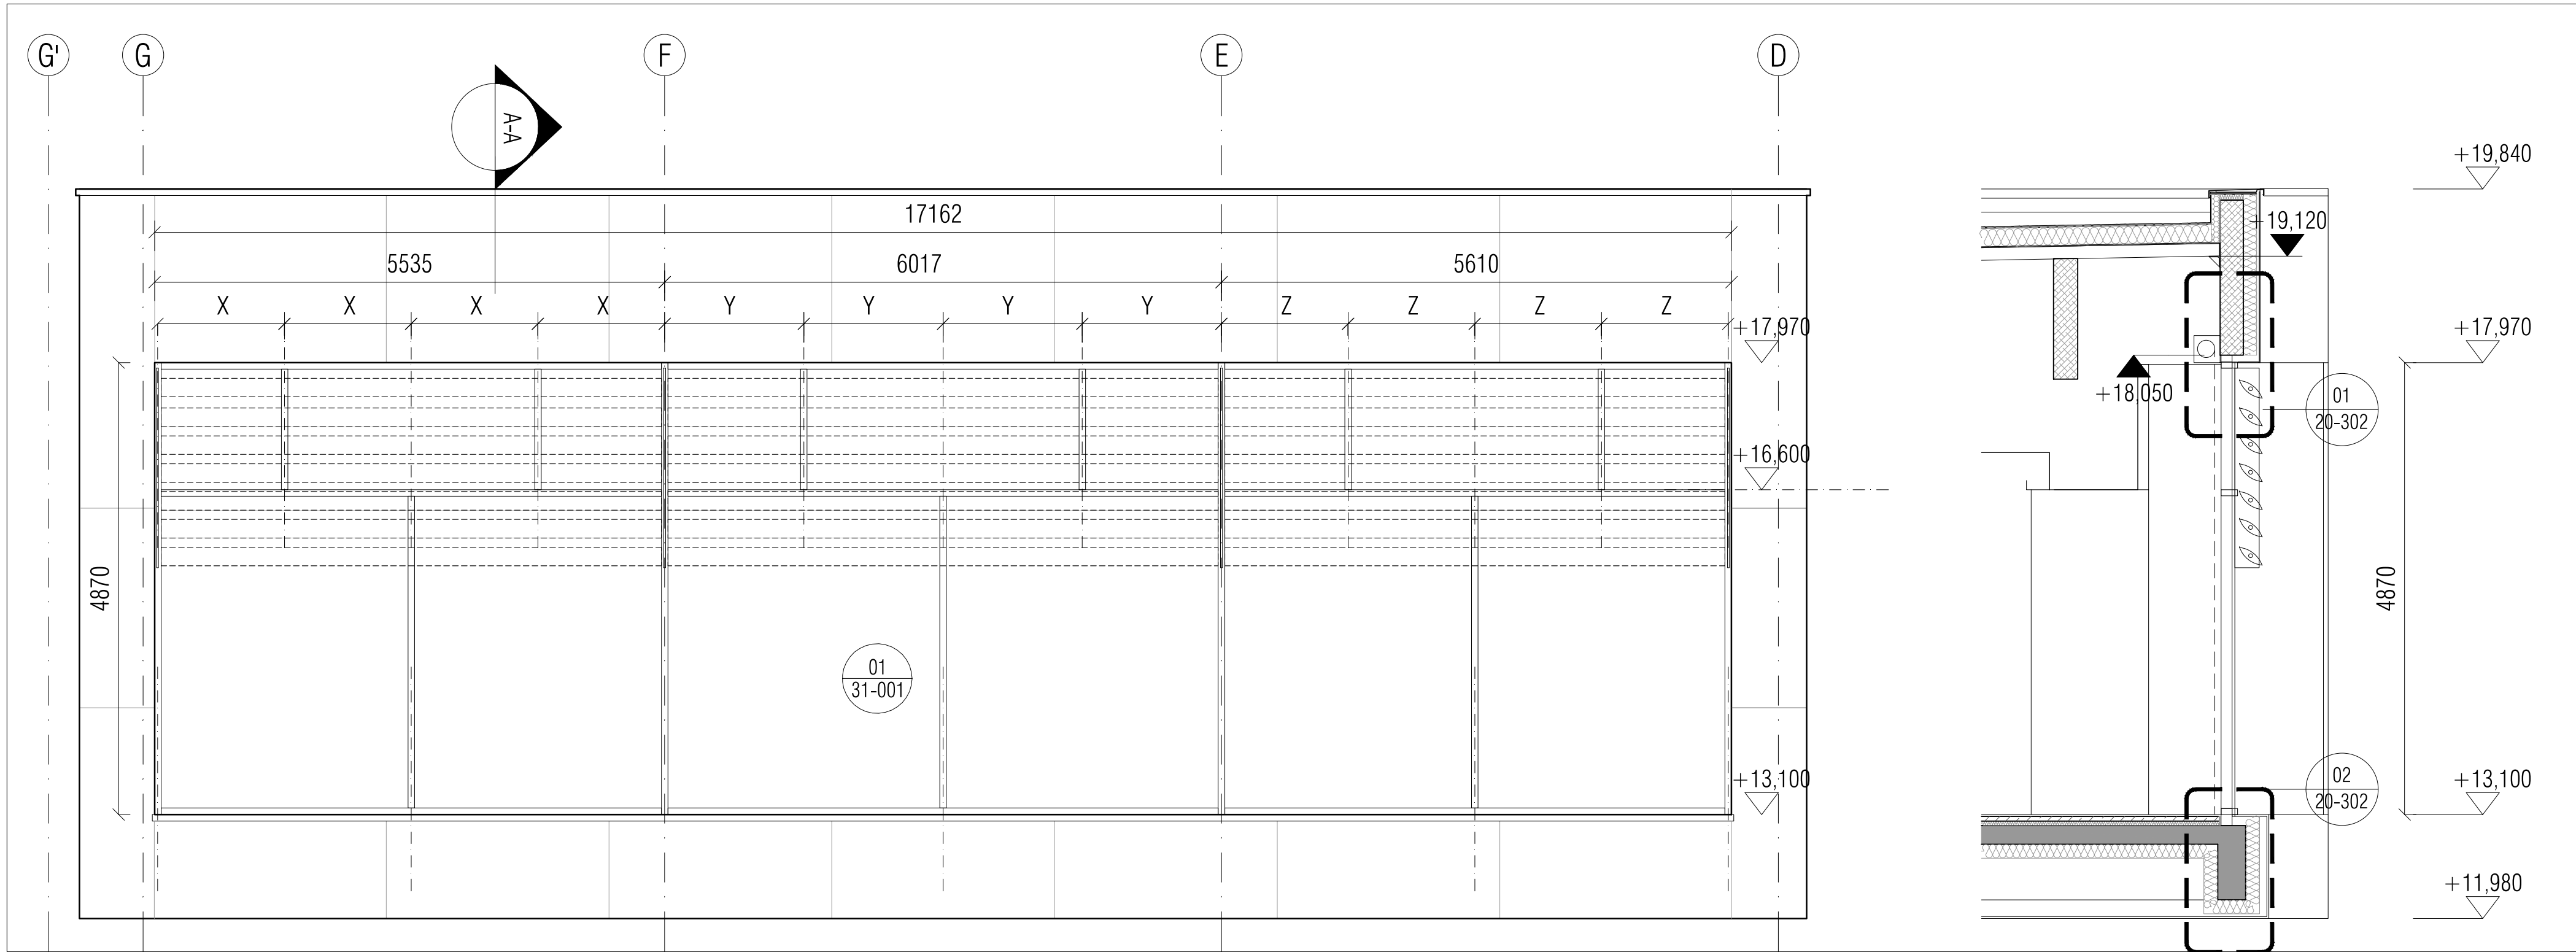 G'
G
F
E
D
A-A
17162
5535
6017
5610
X
X
X
X
Y
Y
Y
Y
Z
Z
Z
Z
+17,970
+16,600
+13,100
4870
01
31-001
+19,840
+19,120
+17,970
+18,050
01
20-302
4870
02
20-302
+13,100
+11,980